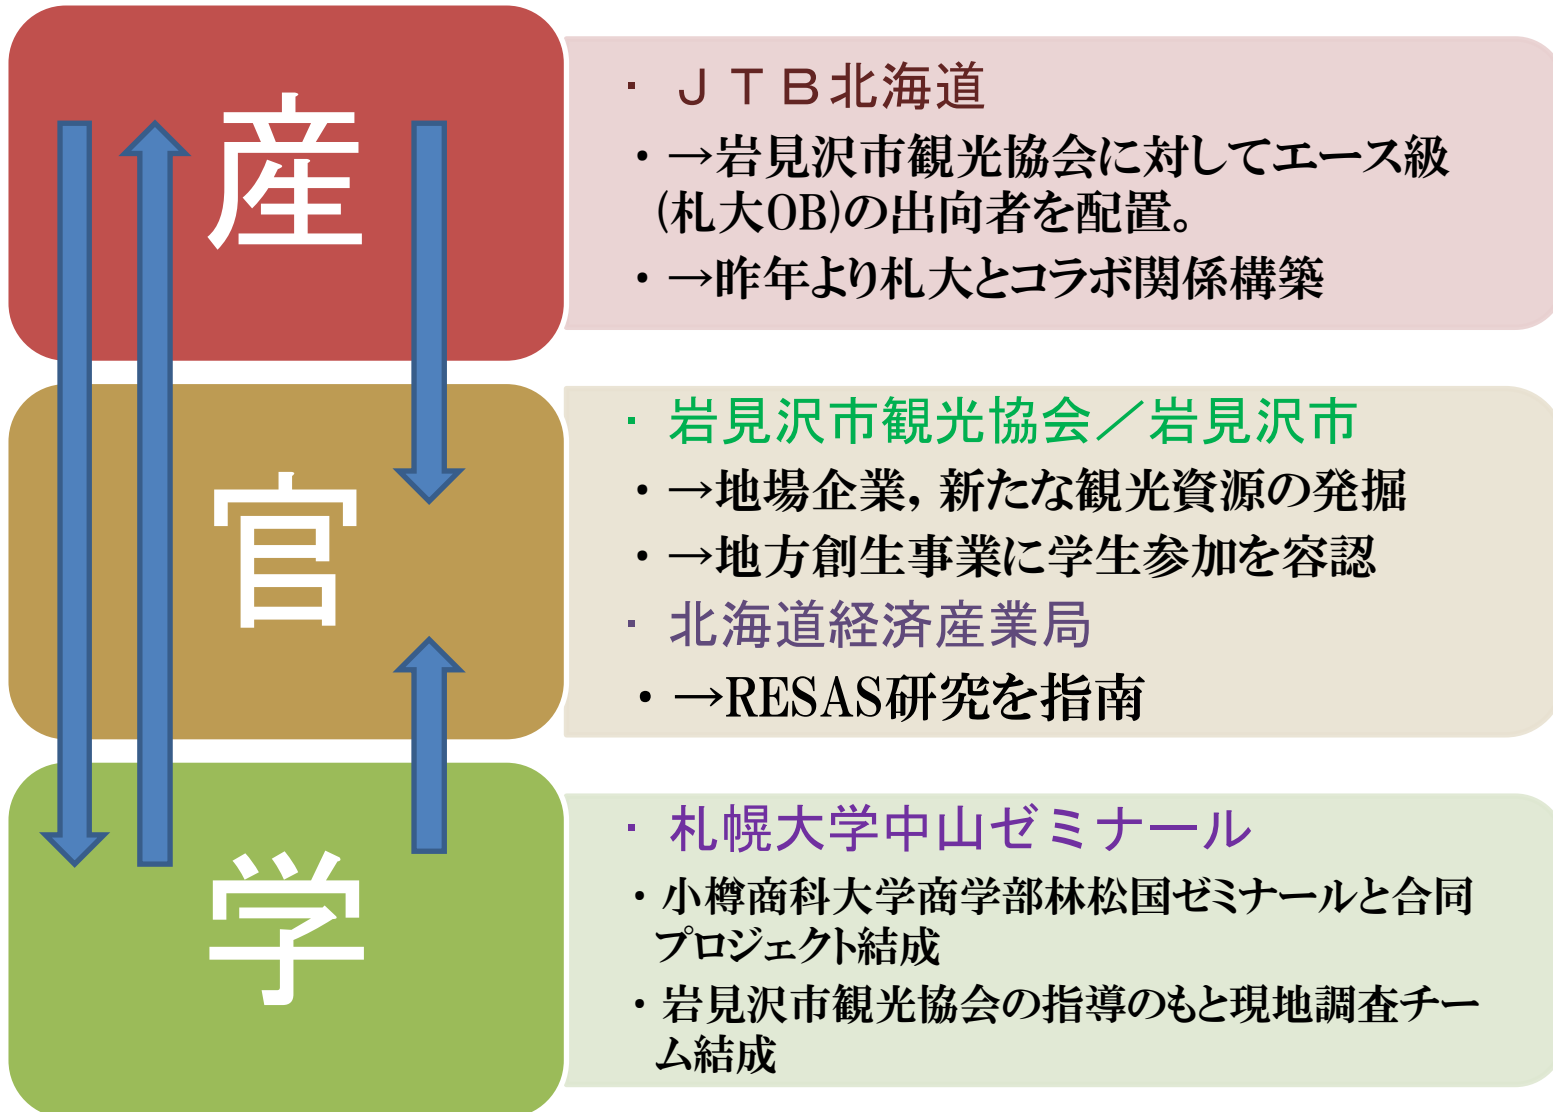 産
・ＪＴＢ北海道
・→岩見沢市観光協会に対してエース級
(札大OB)の出向者を配置。
・→昨年より札大とコラボ関係構築
官
・岩見沢市観光協会／岩見沢市
・→地場企業，新たな観光資源の発掘
・→地方創生事業に学生参加を容認
・北海道経済産業局
・→RESAS研究を指南
学
・札幌大学中山ゼミナール
・小樽商科大学商学部林松国ゼミナールと合同
プロジェクト結成
・岩見沢市観光協会の指導のもと現地調査チー
ム結成